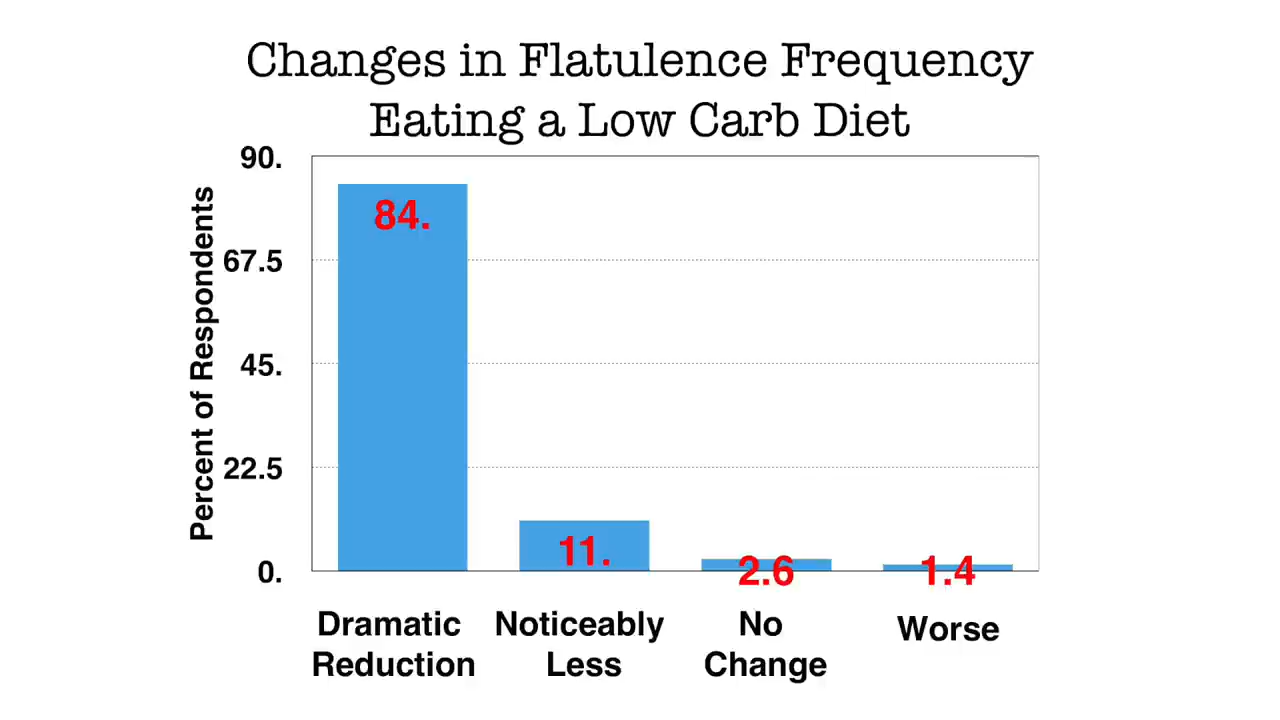 Changes in Flatulence Frequency
Eating a Low Carb Diet
Percent of Respondents
90.
67.5
45.
22.5
0.
84.
11.
2.6
1.4
Dramatic
Reduction
Noticeably
Less
No
Change
Worse